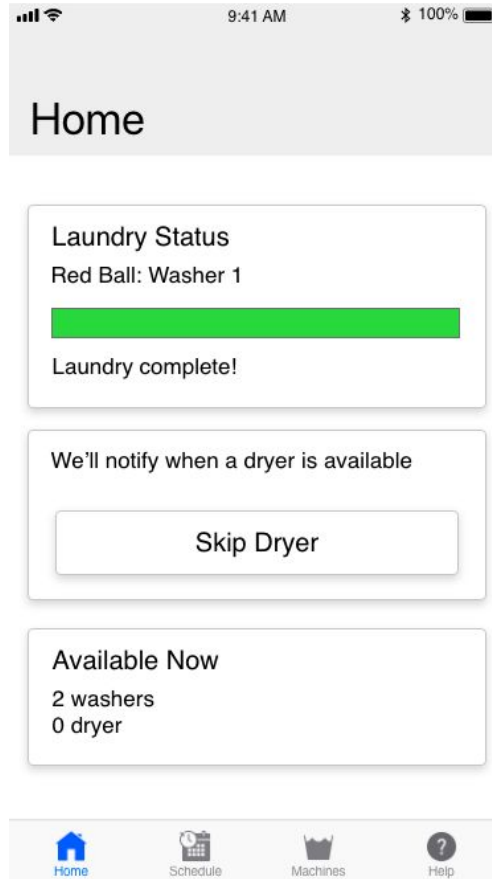 9:41 AM
100%
Home
Laundry Status
Red Ball: Washer 1
Laundry complete!
We’ll notify when a dryer is available
Skip Dryer
Available Now
2 washers
0 dryer
Home
Schedule
Machines
?
Help